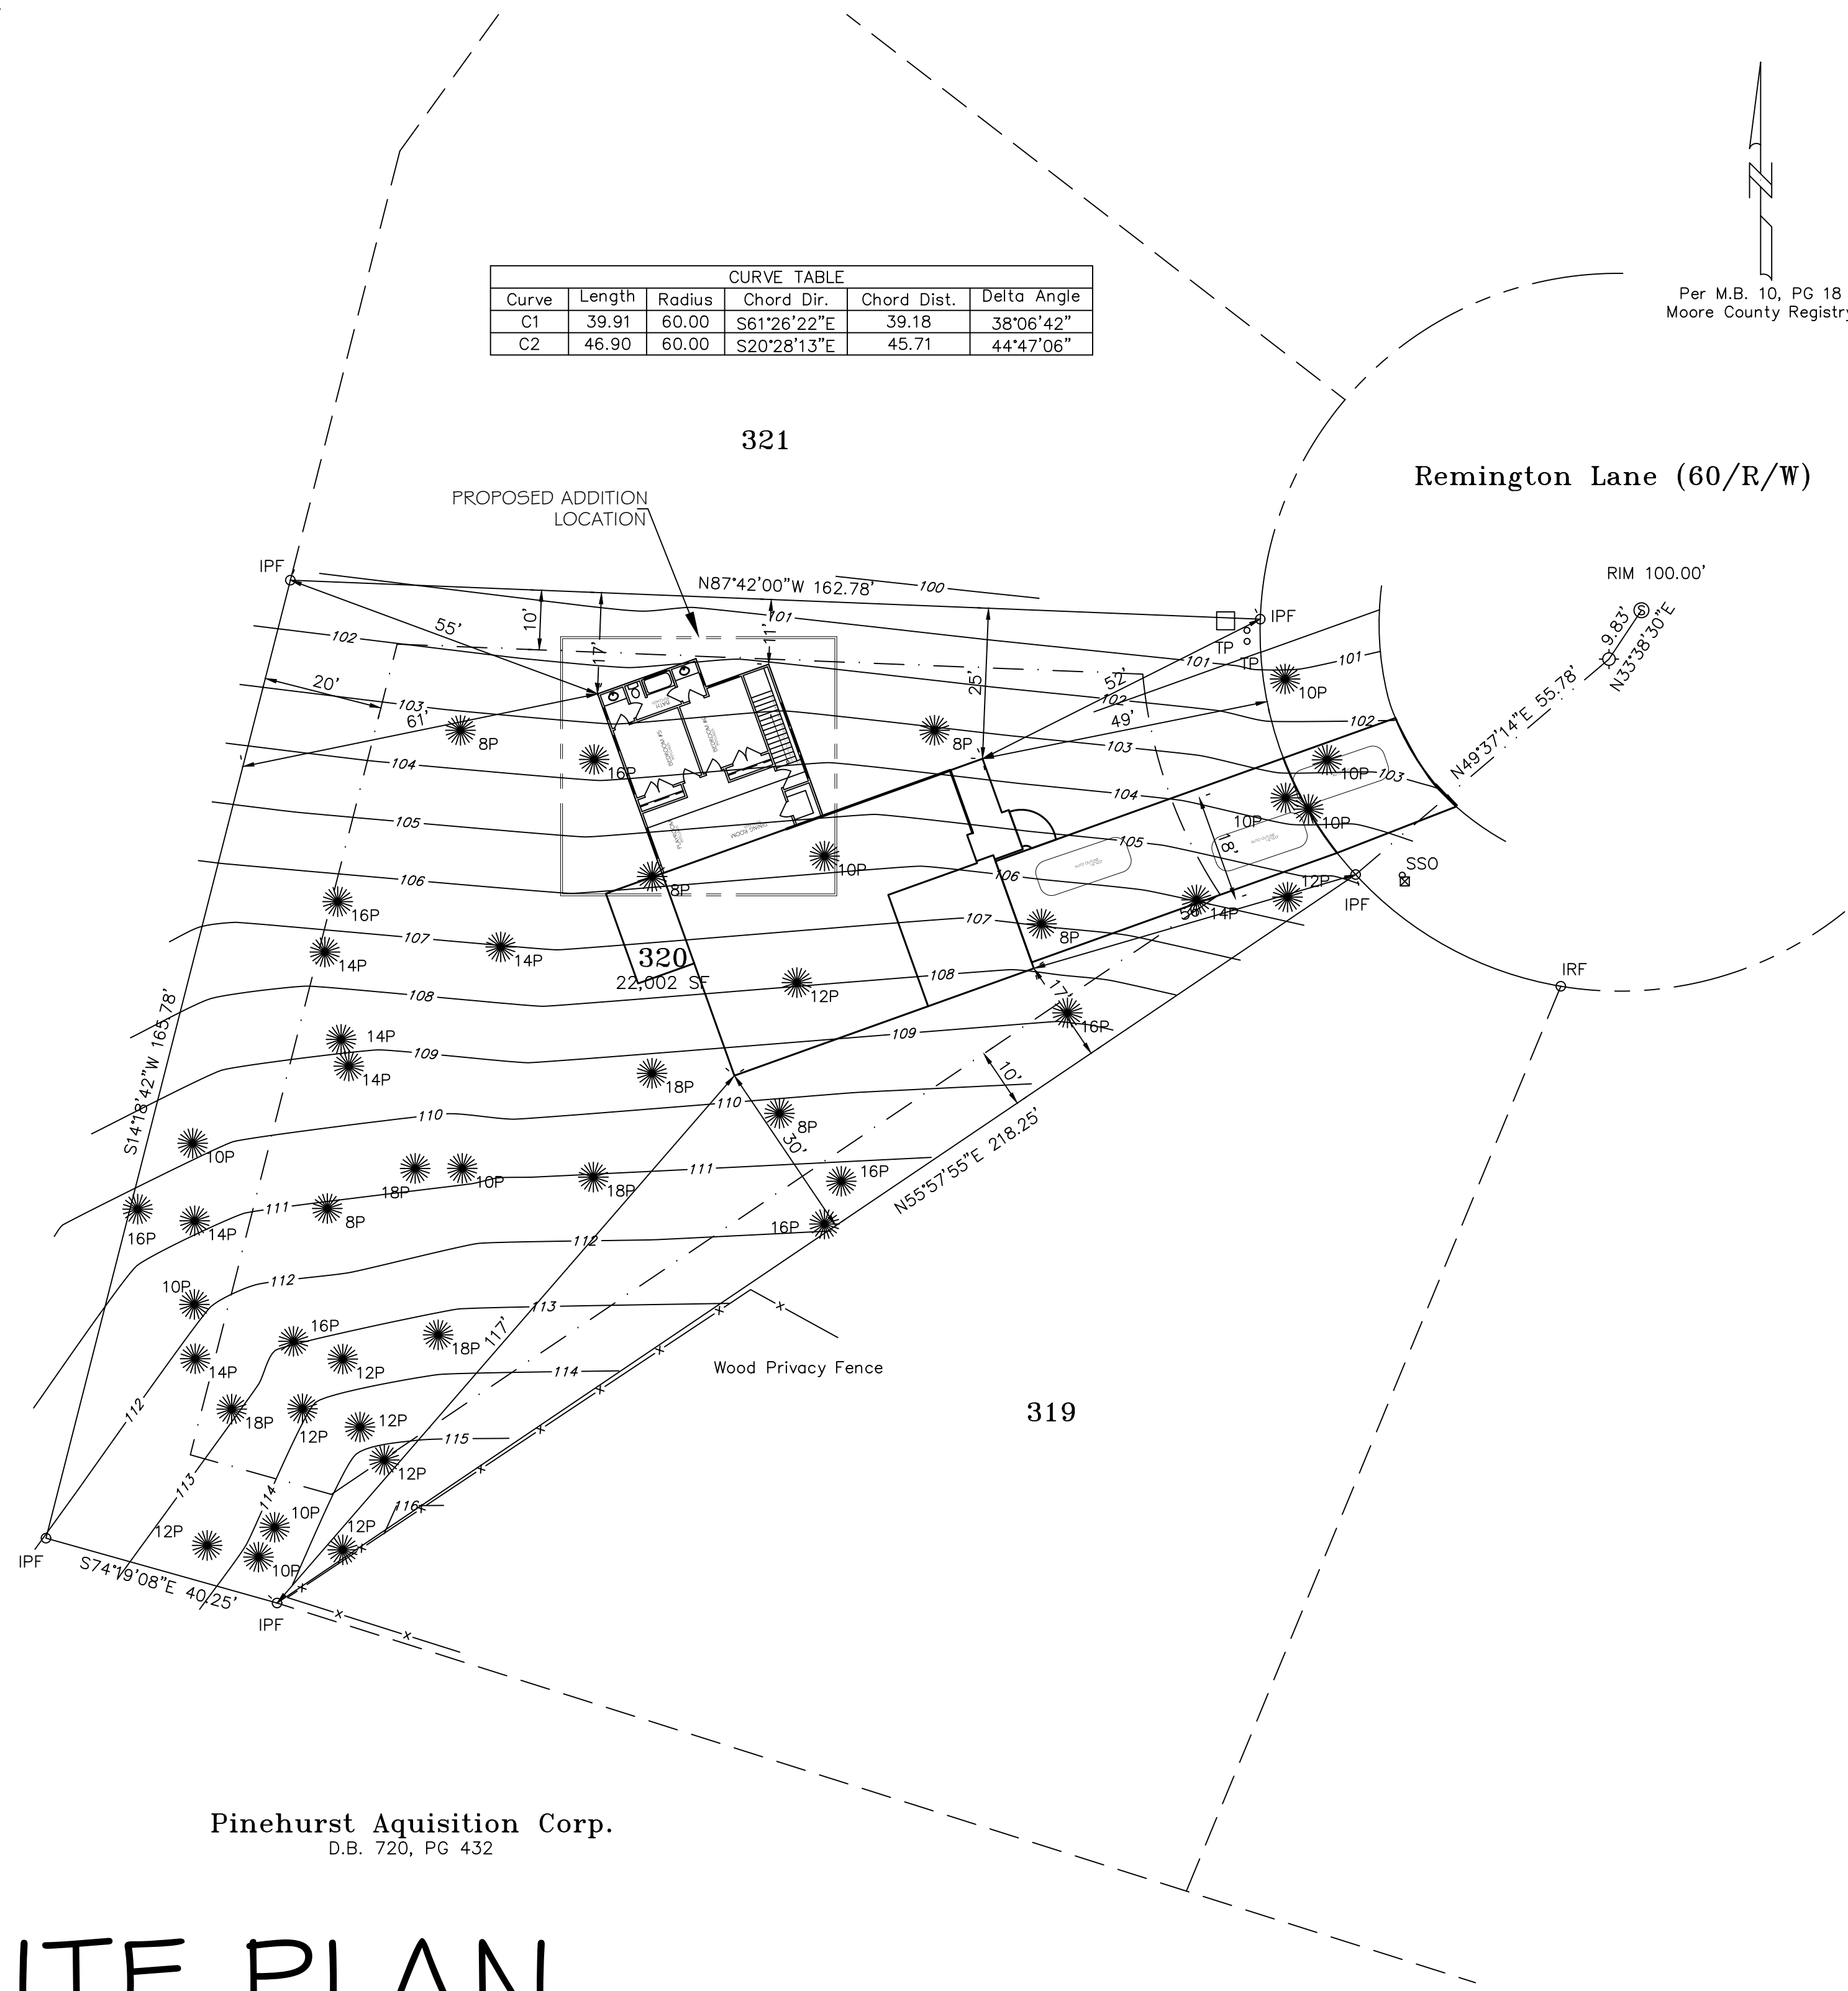 CURVE TABLE
Curve Length Radius Chord Dir. Chord Dist. Delta Angle
C1 39.91 60.00 S61°26'22"E 39.18 38°06'42"
C2 46.90 60.00 S20°28'13"E 45.71 44°47'06"
Per M.B. 10, PG 18
Moore County Registry
321
Remington Lane (60/R/W)
PROPOSED ADDITION
LOCATION
RIM 100.00'
S
9.83'
N33°38'30"E
N49°37'14"E 55.78'
IPF
N87°42'00"W 162.78'
100
IPF
TP
TP
10'
14'
11'
101
55'
25'
52'
49'
101
101
10P
102
102
102
20'
103
61'
8P
16P
8P
103
103
10P
BATH
BEDROOM #5
DINING ROOM
104
104
10P
10P
18'
105
105
106
106
8P
10P
SSO
12P
IPF
14P
16P
107
107
8P
14P
14P
320
22,002 SF
12P
108
108
17'
16P
IRF
S14°18'42"W 165.78'
109
109
14P
14P
18P
10'
110
110
8P
30'
10P
18P
10P
18P
111
16P
N55°57'55"E 218.25'
16P
14P
111
8P
16P
112
112
10P
113
117'
16P
18P
14P
12P
Wood Privacy Fence
114
112
18P
12P
12P
319
115
12P
113
114
116
10P
12P
12P
10P
IPF
S74°19'08"E 40.25'
IPF
Pinehurst Aquisition Corp.
D.B. 720, PG 432
ITE PLAN